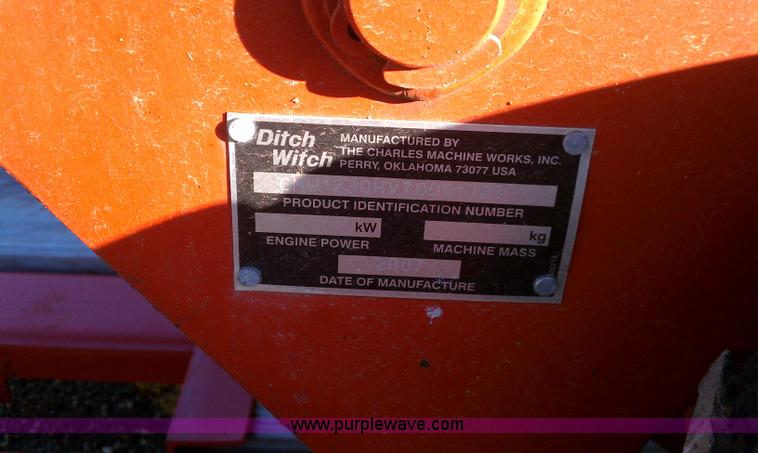 Ditch
Witch
MANUFACTURED BY
THE CHARLES MACHINE WORKS, INC.
PERRY, OKLAHOMA 73077 USA
PRODUCT IDENTIFICATION NUMBER
kW
kg
ENGINE POWER
MACHINE MASS
2007
DATE OF MANUFACTURE
www.purplewave.com